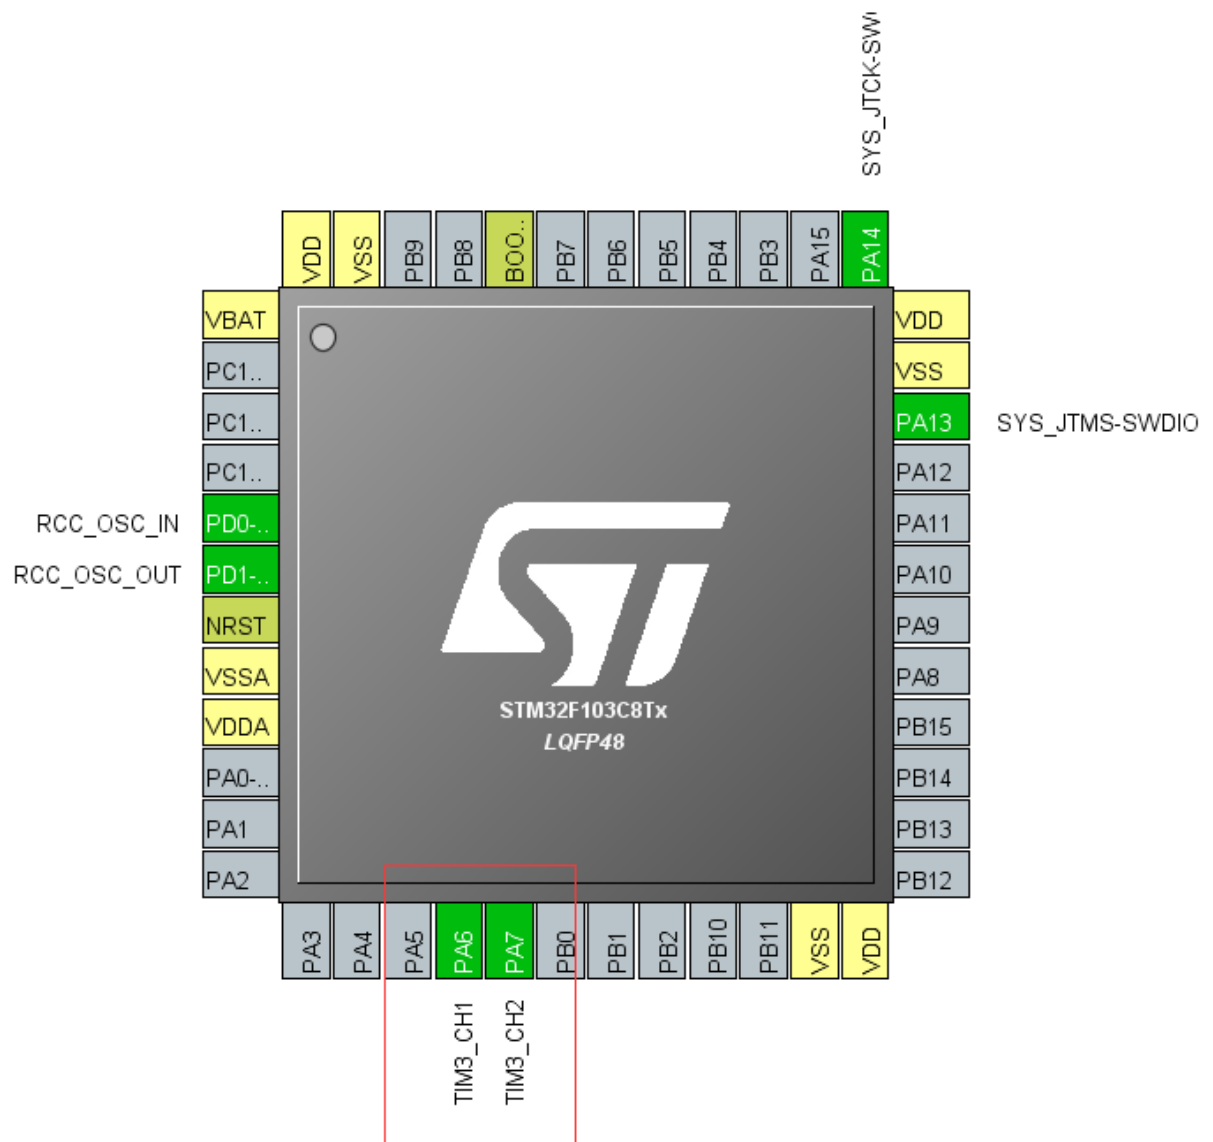 SYS_JTCK-SW
VDD
VSS
PB9
PB8
BOO..
PB7
PB6
PB5
PB4
PB3
PA15
PA14
VBAT
PC1..
PC1..
PC1..
RCC_OSC_IN PD0-..
RCC_OSC_OUT PD1-..
NRST
VSSA
VDDA
PA0-..
PA1
PA2
VDD
VSS
PA13 SYS_JTMS-SWDIO
PA12
PA11
PA10
PA9
PA8
PB15
PB14
PB13
PB12
STM32F103C8Tx
LQFP48
PA3
PA4
PA5
PA6
PA7
PB0
PB1
PB2
PB10
PB11
VSS
VDD
TIM3_CH1
TIM3_CH2